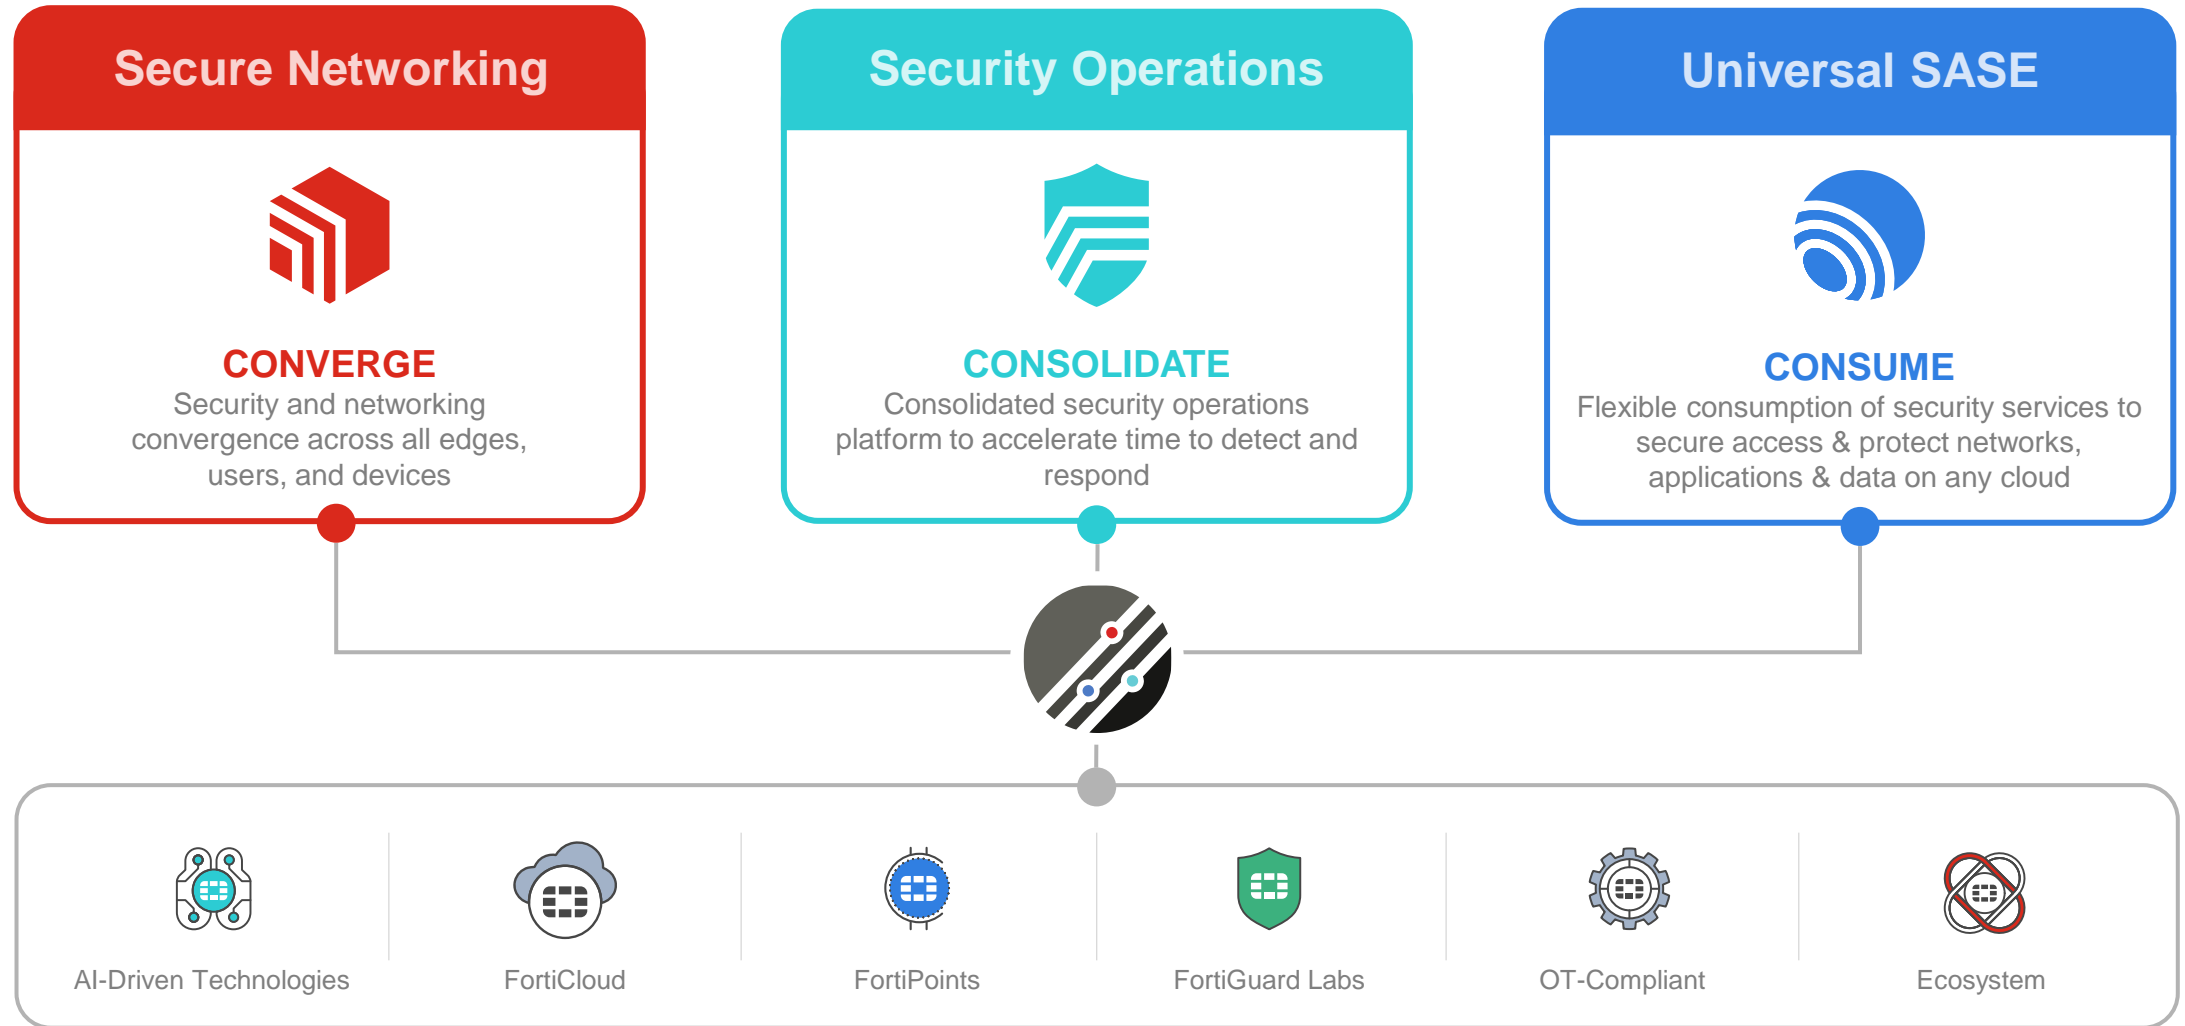 Secure Networking
CONVERGE
Security and networking
convergence across all edges,
users, and devices
Security Operations
CONSOLIDATE
Consolidated security operations
platform to accelerate time to detect and
respond
Universal SASE
CONSUME
Flexible consumption of security services to
secure access & protect networks,
applications & data on any cloud
AI-Driven Technologies
FortiCloud
FortiPoints
FortiGuard Labs
OT-Compliant
Ecosystem